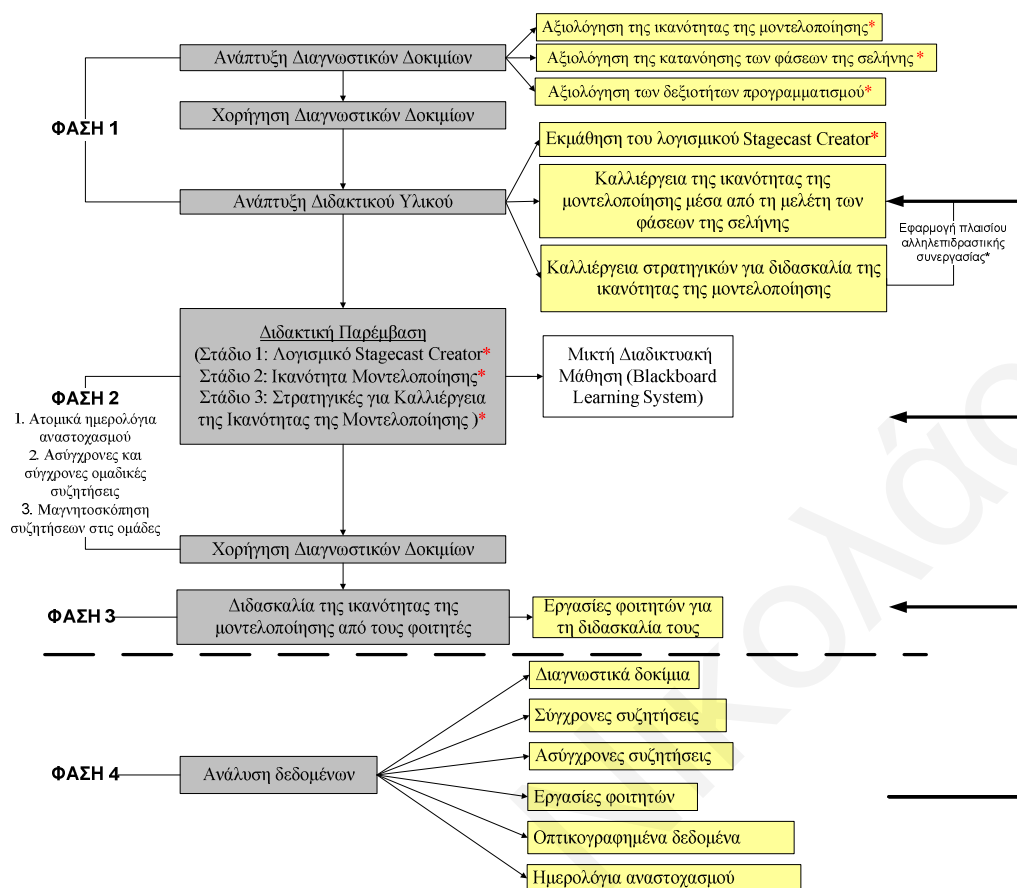 Αξιολόγηση της ικανότητας της μοντελοποίησης*
Ανάπτυξη Διαγνωστικών Δοκιμίων
Αξιολόγηση της κατανόησης των φάσεων της σελήνης *
Αξιολόγηση των δεξιοτήτων προγραμματισμού*
ΦΑΣΗ 1
Χορήγηση Διαγνωστικών Δοκιμίων
Εκμάθηση του λογισμικού Stagecast Creator*
Ανάπτυξη Διδακτικού Υλικού
Καλλιέργεια της ικανότητας της
μοντελοποίησης μέσα από τη μελέτη των
φάσεων της σελήνης
Εφαρμογή πλαισίου
αλληλεπιδραστικής
συνεργασίας*
Καλλιέργεια στρατηγικών για διδασκαλία της
ικανότητας της μοντελοποίησης
Διδακτική Παρέμβαση
(Στάδιο 1: Λογισμικό Stagecast Creator*
Στάδιο 2: Ικανότητα Μοντελοποίησης*
Στάδιο 3: Στρατηγικές για Καλλιέργεια
της Ικανότητας της Μοντελοποίησης )*
Μικτή Διαδικτυακή
Μάθηση (Blackboard
Learning System)
ΦΑΣΗ 2
1. Ατομικά ημερολόγια
αναστοχασμού
2. Ασύγχρονες και
σύγχρονες ομαδικές
συζητήσεις
3. Μαγνητοσκόπηση
συζητήσεων στις ομάδες
Χορήγηση Διαγνωστικών Δοκιμίων
ΦΑΣΗ 3
Διδασκαλία της ικανότητας της
μοντελοποίησης από τους φοιτητές
Εργασίες φοιτητών για
τη διδασκαλία τους
ΦΑΣΗ 4
Ανάλυση δεδομένων
Διαγνωστικά δοκίμια
Σύγχρονες συζητήσεις
Ασύγχρονες συζητήσεις
Εργασίες φοιτητών
Οπτικογραφημένα δεδομένα
Ημερολόγια αναστοχασμού
Νικολάο